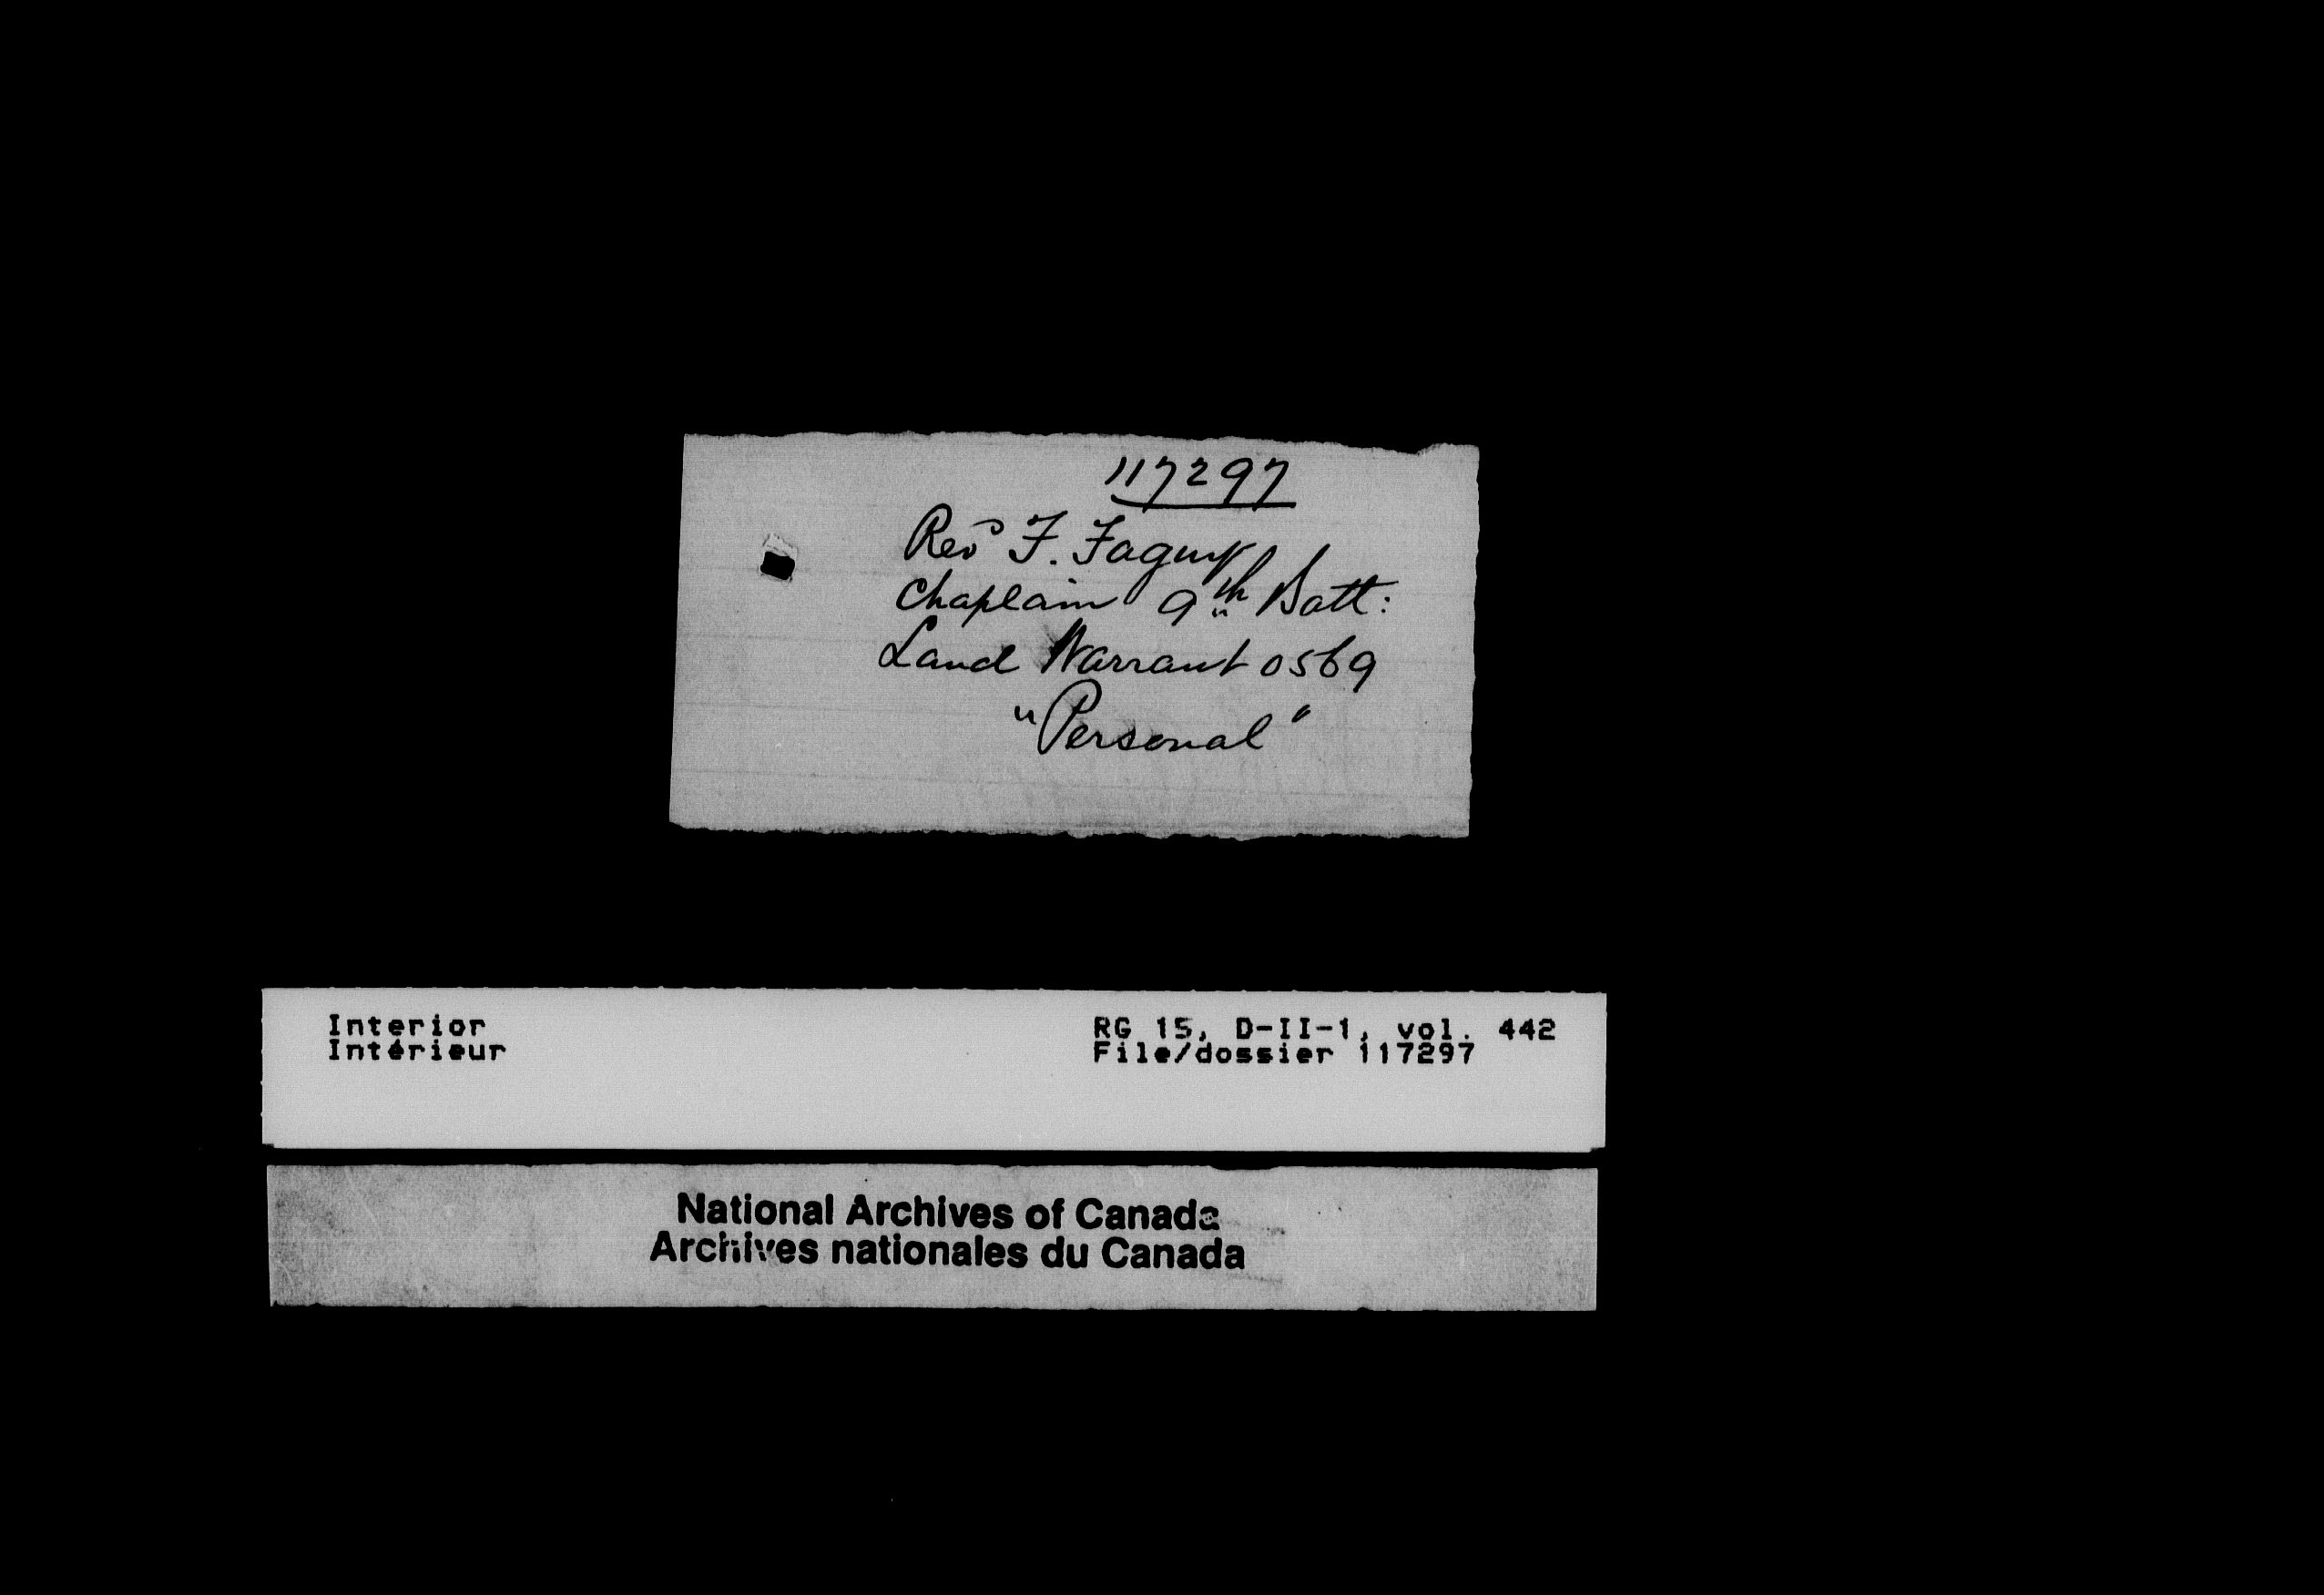 117297
Revd F. Faguy
Chaplain 9th Batt:
Land Warrant 0569
"Personal"
Interior
Intérieur
RG 15, D-II-1, vol. 442
File/dossier 117297
National Archives of Canada
Archives nationales du Canada